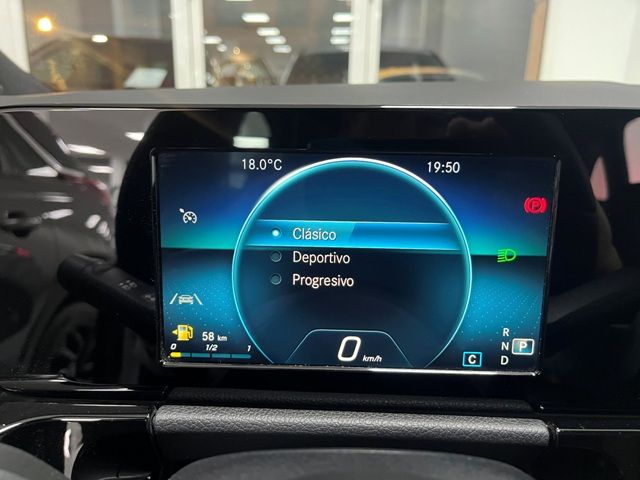 18.0°C
19:50
P
Clásico
Deportivo
Progresivo
58 km
0 1/2 1
0 km/h
C
R
N P
D